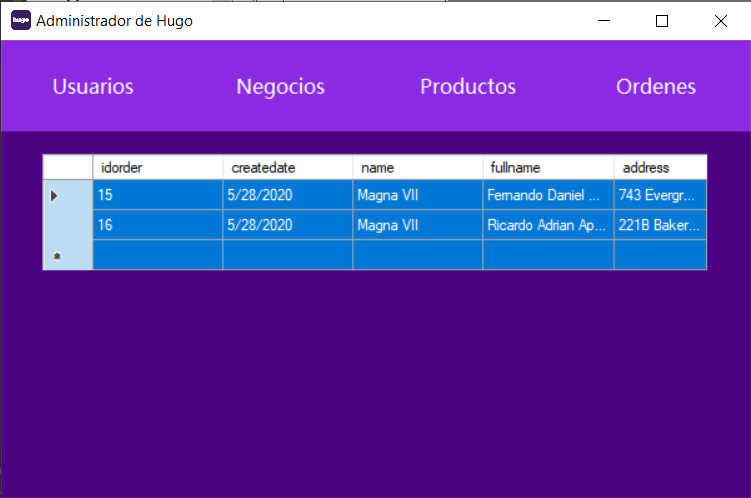 hugo Administrador de Hugo
Usuarios Negocios Productos Ordenes
idorder createdate name fullname address
15 5/28/2020 Magna VII Fernando Daniel ... 743 Evergr...
16 5/28/2020 Magna VII Ricardo Adrian Ap... 221B Baker...